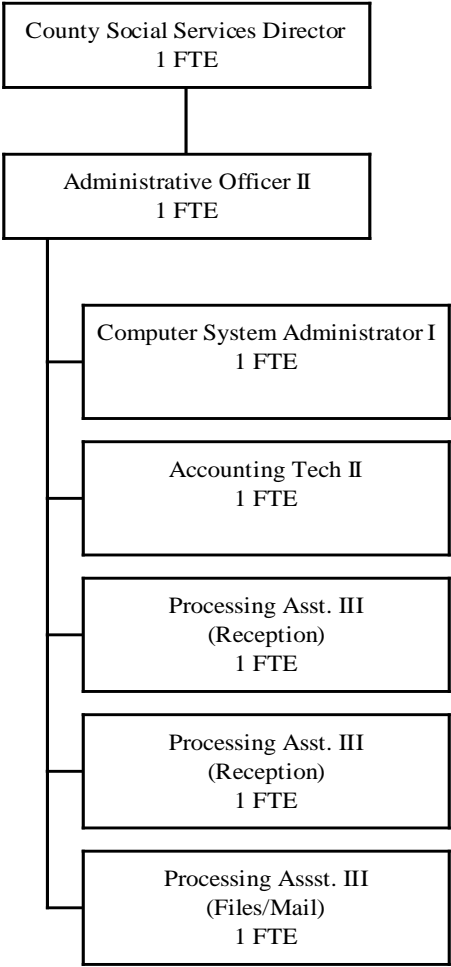 County Social Services Director
1 FTE
Administrative Officer II
1 FTE
Computer System Administrator I
1 FTE
Accounting Tech II
1 FTE
Processing Asst. III
(Reception)
1 FTE
Processing Asst. III
(Reception)
1 FTE
Processing Assst. III
(Files/Mail)
1 FTE